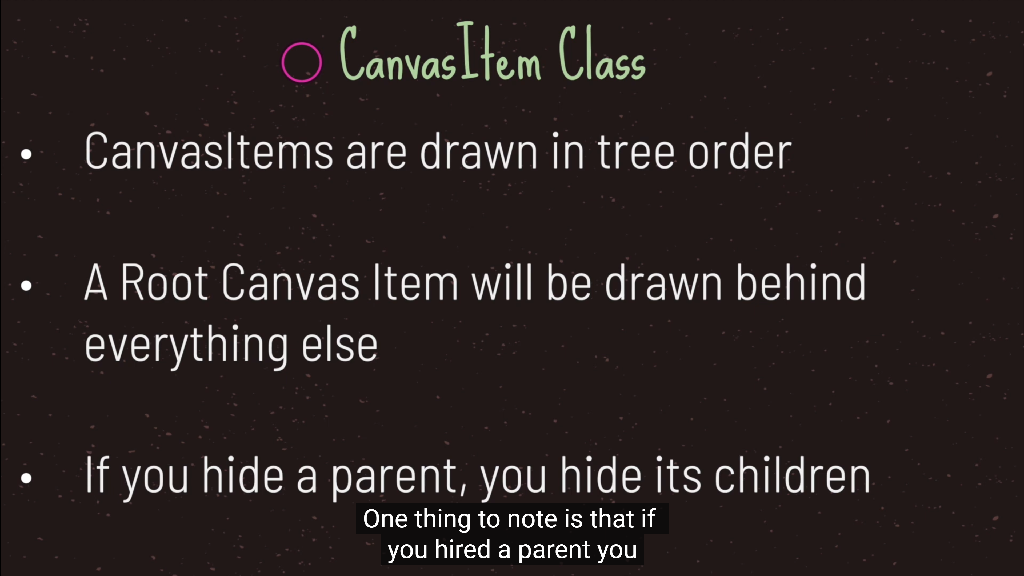 CanvasItem Class
• CanvasItems are drawn in tree order
• A Root Canvas Item will be drawn behind
everything else
• If you hide a parent, you hide its children
One thing to note is that if
you hired a parent you